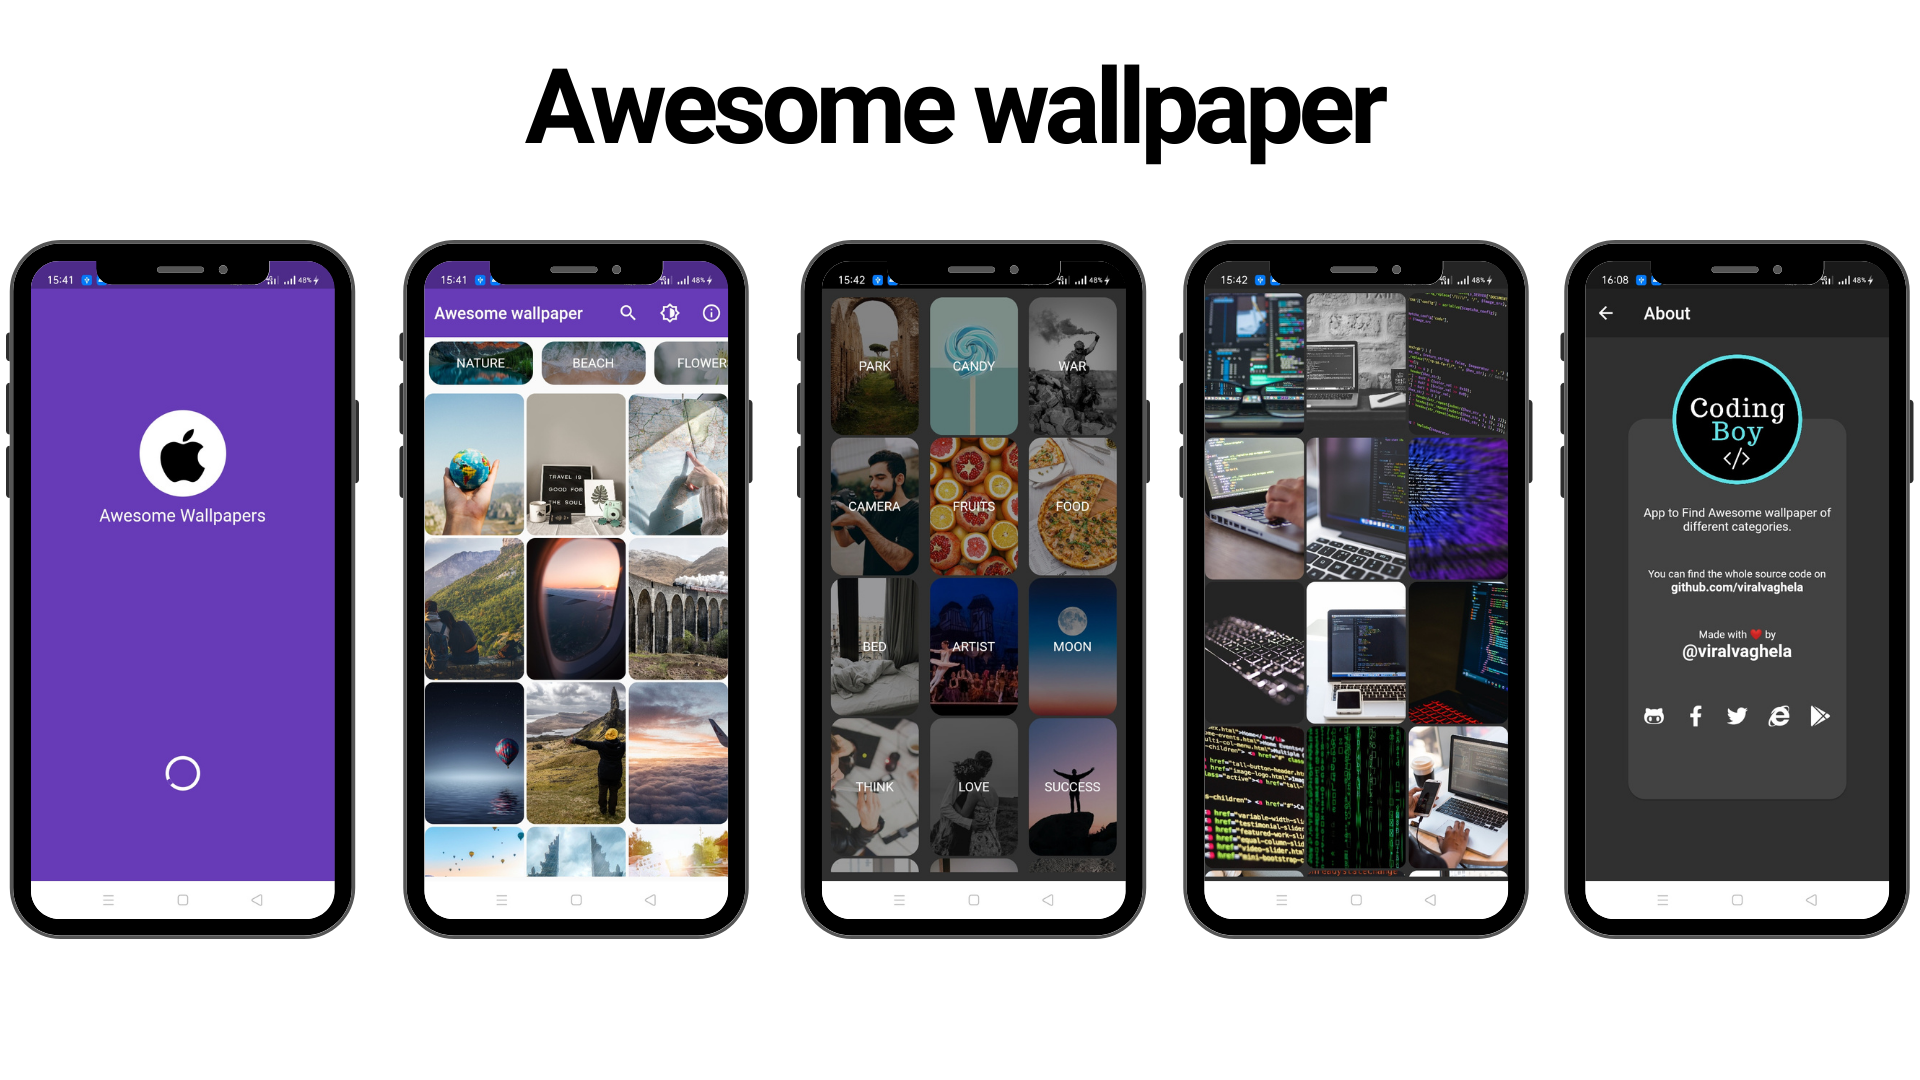 Awesome wallpaper
15:41
48%
Awesome Wallpapers
15:41
48%
Awesome wallpaper
NATURE
BEACH
FLOWER
TRAVEL IS
GOOD FOR
THE SOUL
15:42
48%
PARK
CANDY
WAR
CAMERA
FRUITS
FOOD
BED
ARTIST
MOON
THINK
LOVE
SUCCESS
15:42
48%
16:08
48%
About
Coding
Boy
</>
App to Find Awesome wallpaper of
different categories.
You can find the whole source code on
github.com/viralvaghela
Made with ❤ by
@viralvaghela